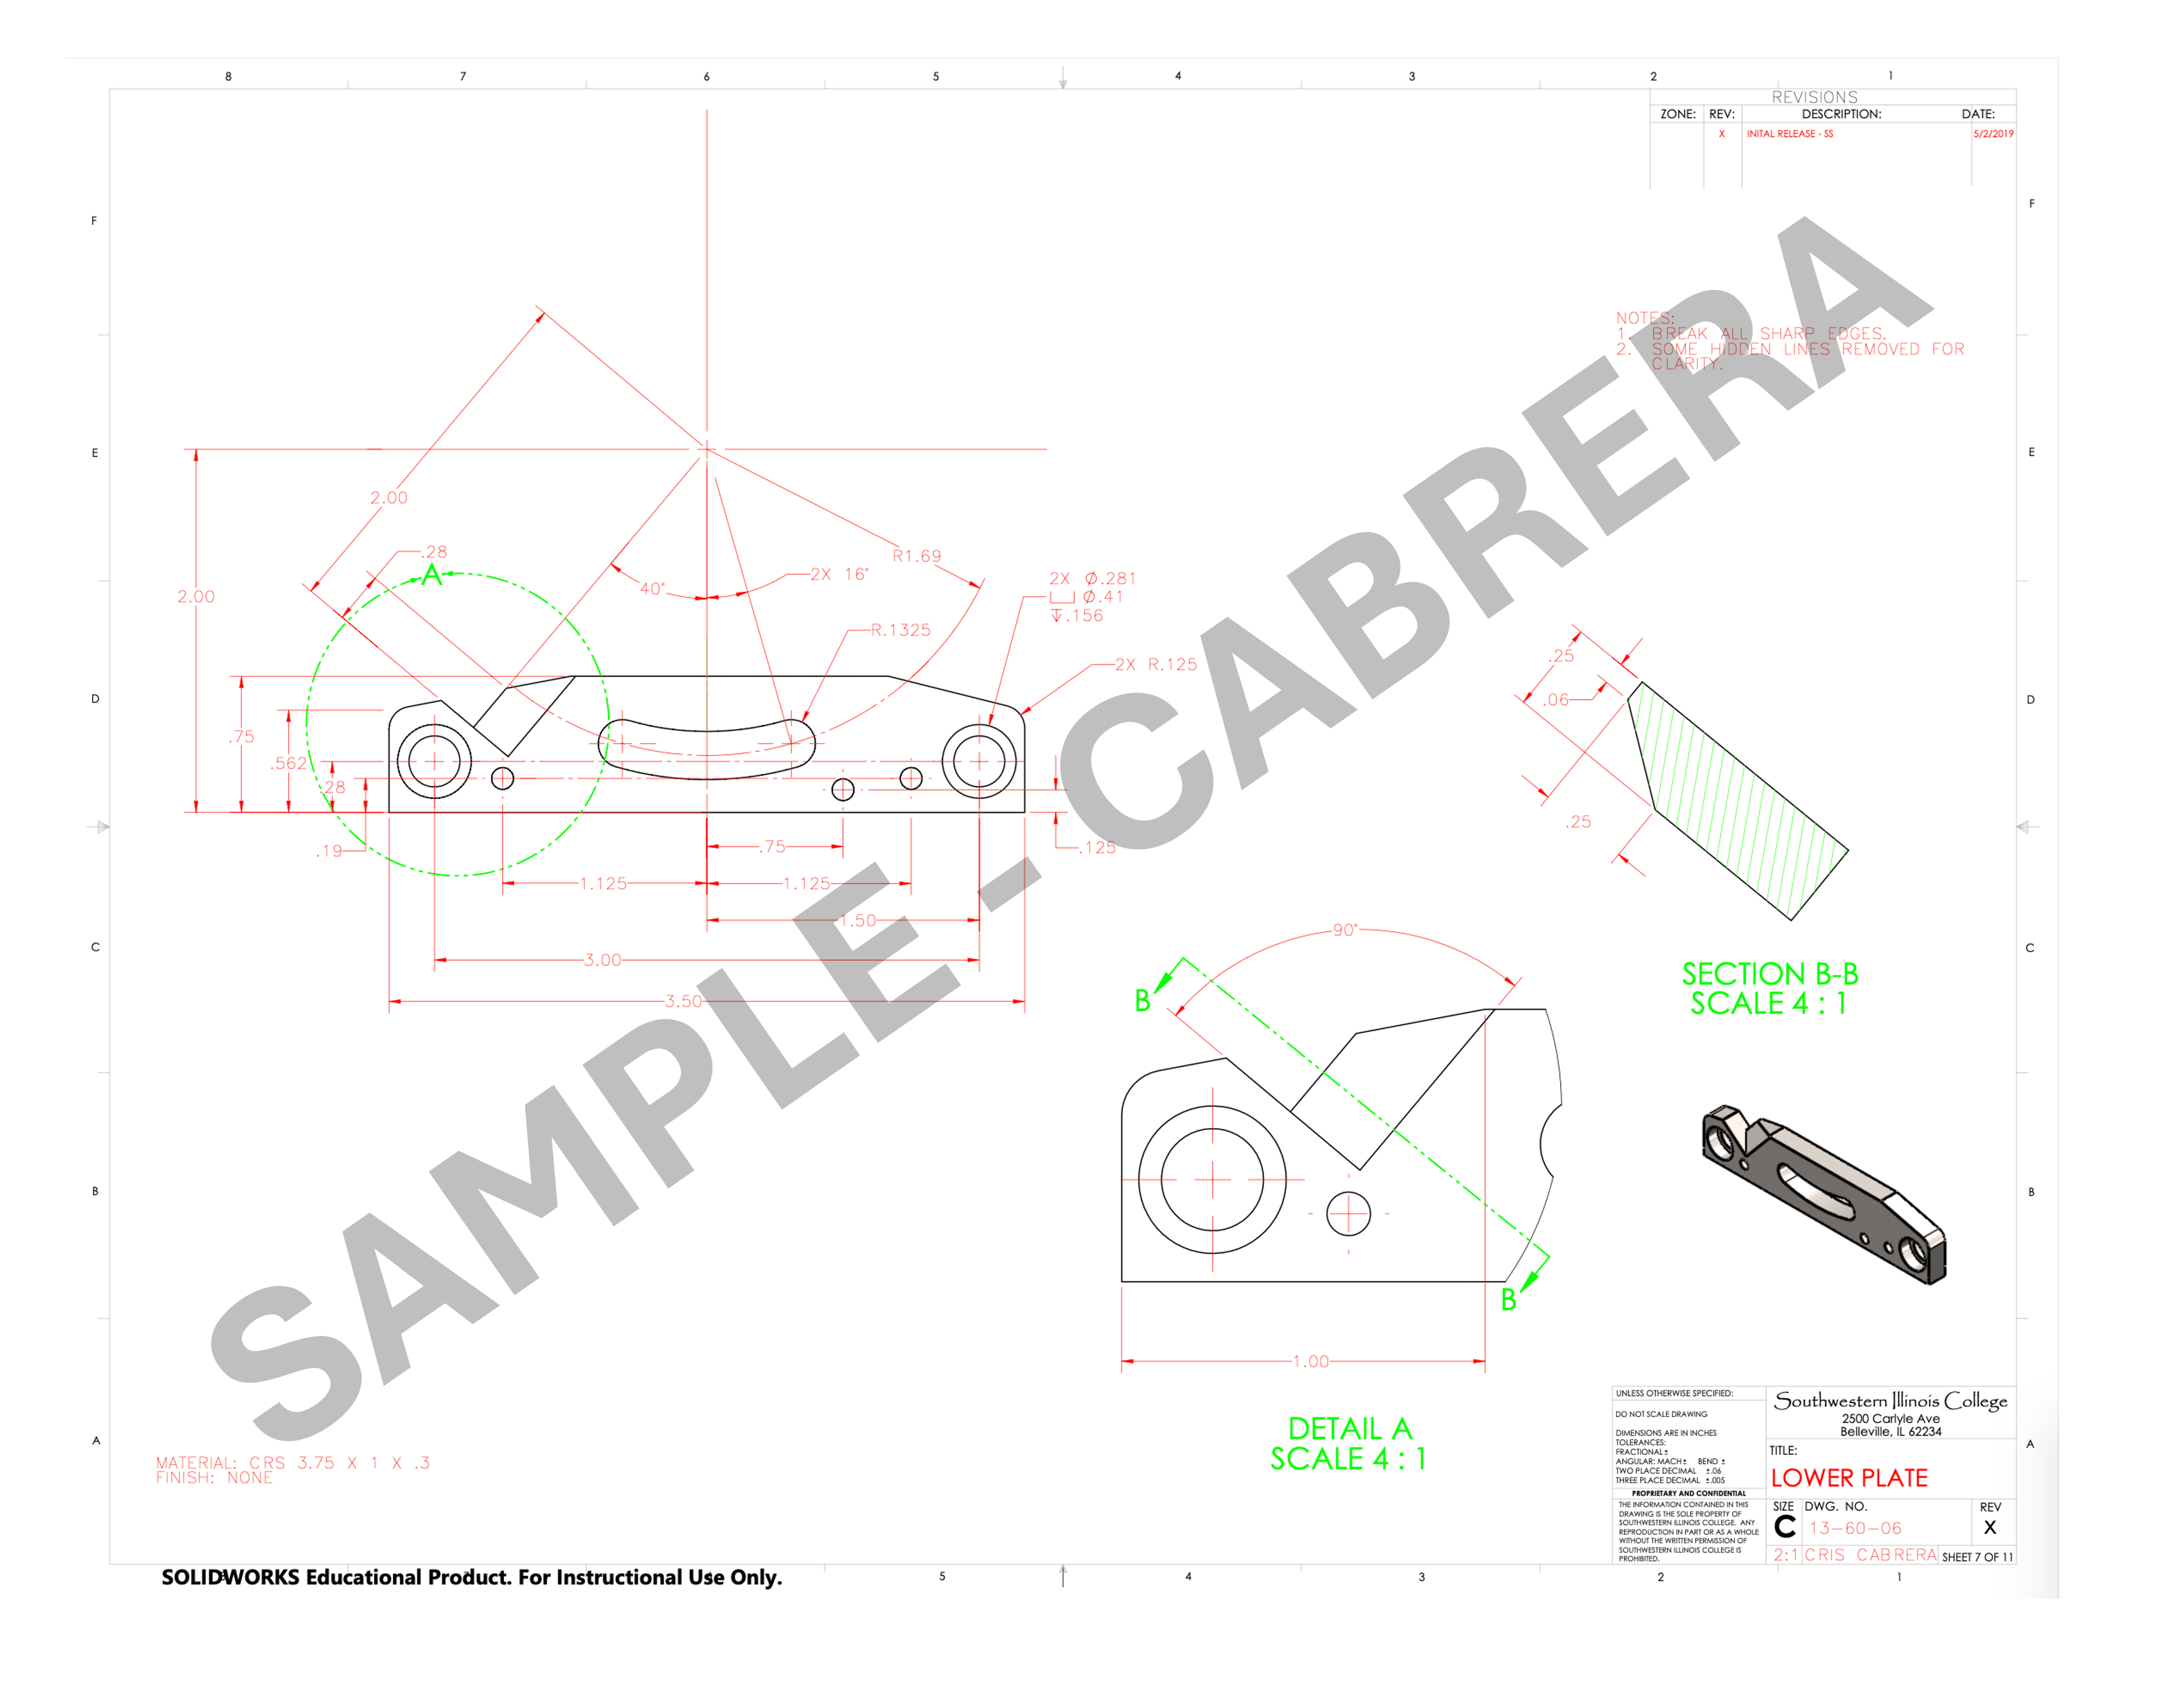 8 7 6 5 4 3 2 1
REVISIONS
ZONE: REV: DESCRIPTION: DATE:
X INITAL RELEASE - SS 5/2/2019
F F
NOTES:
1. BREAK ALL SHARP EDGES.
2. SOME HIDDEN LINES REMOVED FOR
CLARITY.
E E
2.00
.28
A
R1.69
2X 16°
40°
2.00
2X Ø.281
⌴ Ø.41
↧.156
R.1325
2X R.125
D D
.75
.562
.28
.19
.75
.125
1.125
1.125
1.50
3.00
3.50
.25
.06
.25
C C
SECTION B-B
SCALE 4 : 1
90°
B
B
B B
1.00
DETAIL A
SCALE 4 : 1
SAMPLE - CABRERA
A A
MATERIAL: CRS 3.75 X 1 X .3
FINISH: NONE
UNLESS OTHERWISE SPECIFIED:
DO NOT SCALE DRAWING
DIMENSIONS ARE IN INCHES
TOLERANCES:
FRACTIONAL±
ANGULAR: MACH± BEND ±
TWO PLACE DECIMAL ±.06
THREE PLACE DECIMAL ±.005
PROPRIETARY AND CONFIDENTIAL
THE INFORMATION CONTAINED IN THIS
DRAWING IS THE SOLE PROPERTY OF
SOUTHWESTERN ILLINOIS COLLEGE. ANY
REPRODUCTION IN PART OR AS A WHOLE
WITHOUT THE WRITTEN PERMISSION OF
SOUTHWESTERN ILLINOIS COLLEGE IS
PROHIBITED.
Southwestern Illinois College
2500 Carlyle Ave
Belleville, IL 62234
TITLE:
LOWER PLATE
SIZE DWG. NO. REV
C 13-60-06 X
2:1 CRIS CABRERA SHEET 7 OF 11
SOLIDWORKS Educational Product. For Instructional Use Only.
5 4 3 2 1